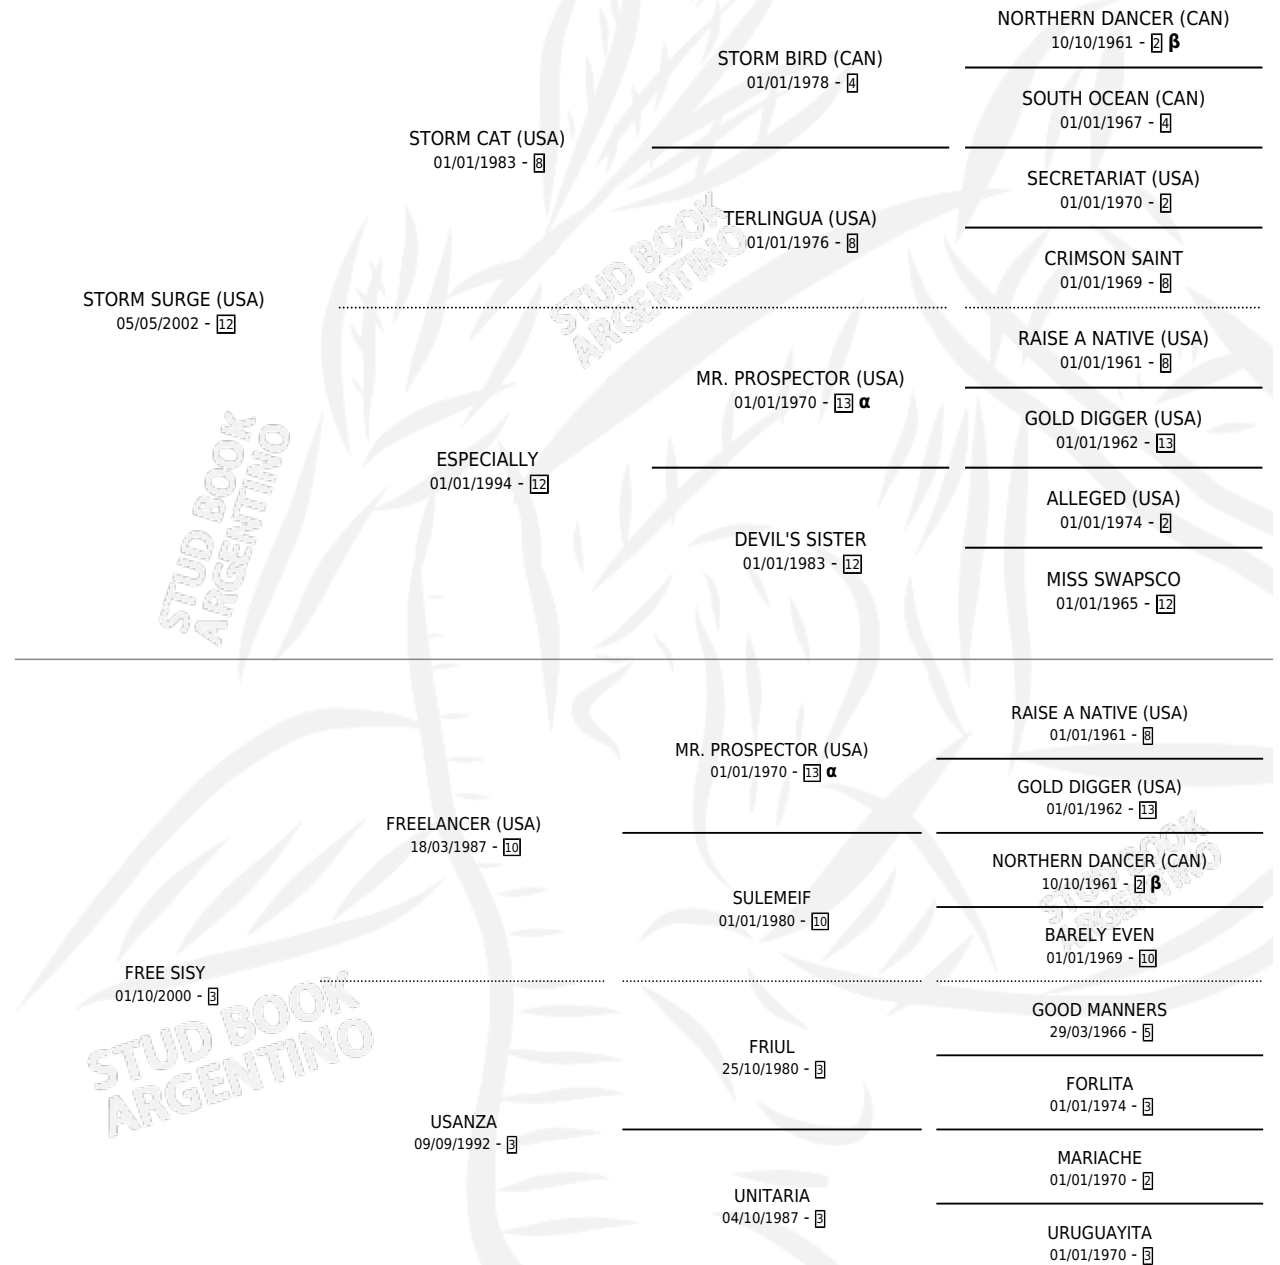 NORTHERN DANCER (CAN)
10/10/1961 - 2 β
STORM BIRD (CAN)
01/01/1978 - 4
SOUTH OCEAN (CAN)
01/01/1967 - 4
STORM CAT (USA)
01/01/1983 - 8
SECRETARIAT (USA)
01/01/1970 - 2
TERLINGUA (USA)
01/01/1976 - 8
CRIMSON SAINT
01/01/1969 - 8
STORM SURGE (USA)
05/05/2002 - 12
RAISE A NATIVE (USA)
01/01/1961 - 8
MR. PROSPECTOR (USA)
01/01/1970 - 13 α
GOLD DIGGER (USA)
01/01/1962 - 13
ESPECIALLY
01/01/1994 - 12
ALLEGED (USA)
01/01/1974 - 2
DEVIL'S SISTER
01/01/1983 - 12
MISS SWAPSCO
01/01/1965 - 12
RAISE A NATIVE (USA)
01/01/1961 - 8
MR. PROSPECTOR (USA)
01/01/1970 - 13 α
GOLD DIGGER (USA)
01/01/1962 - 13
FREELANCER (USA)
18/03/1987 - 10
NORTHERN DANCER (CAN)
10/10/1961 - 2 β
SULEMEIF
01/01/1980 - 10
BARELY EVEN
01/01/1969 - 10
FREE SISY
01/10/2000 - 3
GOOD MANNERS
29/03/1966 - 5
FRIUL
25/10/1980 - 3
FORLITA
01/01/1974 - 3
USANZA
09/09/1992 - 3
MARIACHE
01/01/1970 - 2
UNITARIA
04/10/1987 - 3
URUGUAYITA
01/01/1970 - 3
STUD BOOK
ARGENTINO
STUD BOOK
ARGENTINO
STUD BOOK
ARGENTINO
STUD BOOK
ARGENTINO